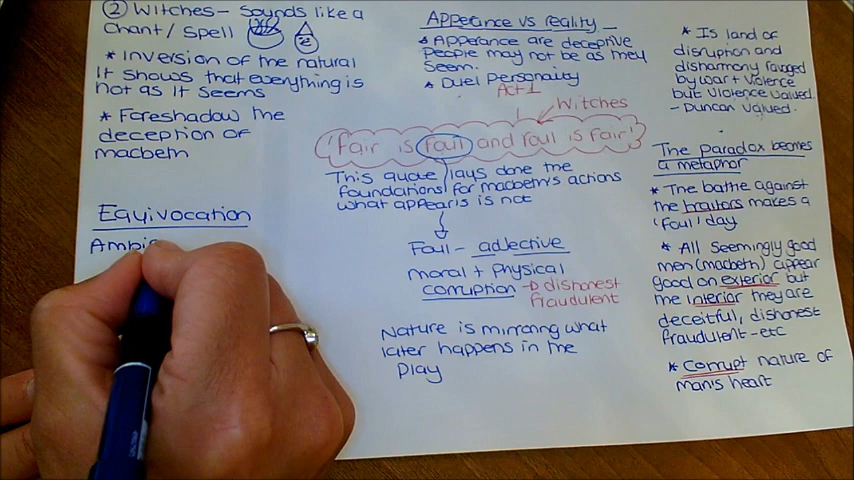 ② Witches - Sounds like a
Chant / Spell
* Inversion of the natural
It shows that everything is
not as it seems
* Foreshadow the
deception of
macbeth
Equivocation
Ambi
Apperance vs reality
* Apperance are deceptive
People may not be as they
Seem.
* Duel Personality
Act 1
Witches
'Fair is foul and foul is fair'
This quote lays done the
foundations for macbeth's actions
what appears is not
Foul - adjective
moral + Physical
corruption → dishonest
fraudulent
Nature is mirroring what
later happens in the
Play
* Is land of
disruption and
disharmony ravaged
by war + violence
but violence valued.
- Duncan valued.
The paradox becomes
a metaphor
* The battle against
the traitors makes a
'foul' day
* All seemingly good
men (macbeth) appear
good on exterior but
the interior they are
deceitful, dishonest
fraudulent - etc
* Corrupt nature of
man's heart